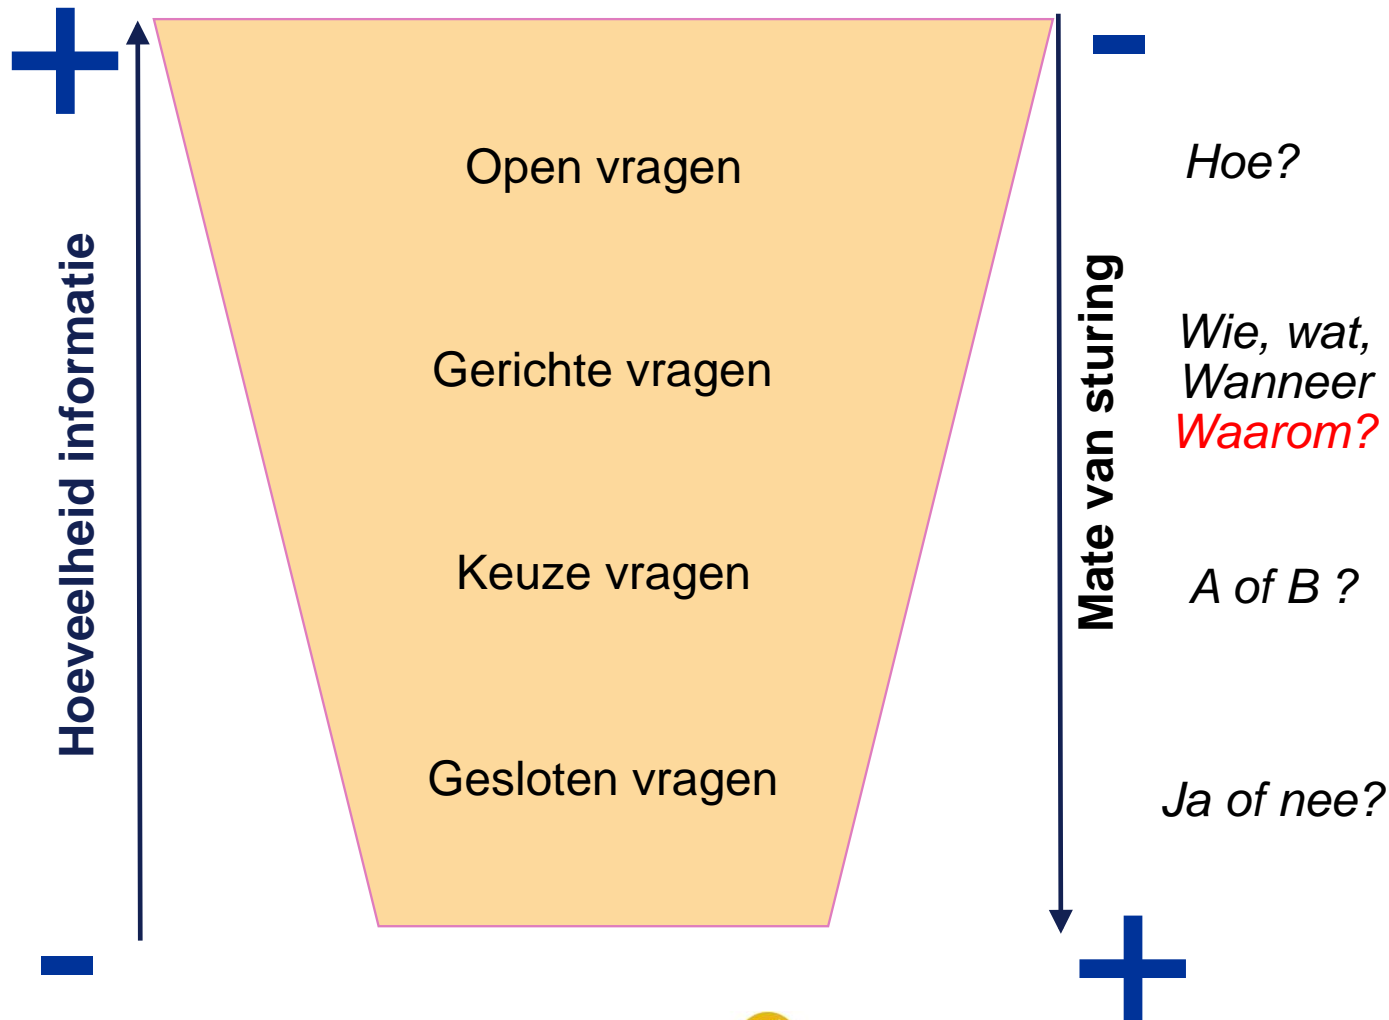 +
-
Open vragen
Hoe?
Hoeveelheid informatie
Mate van sturing
Gerichte vragen
Wie, wat,
Wanneer
Waarom?
Keuze vragen
A of B ?
Gesloten vragen
Ja of nee?
-
+